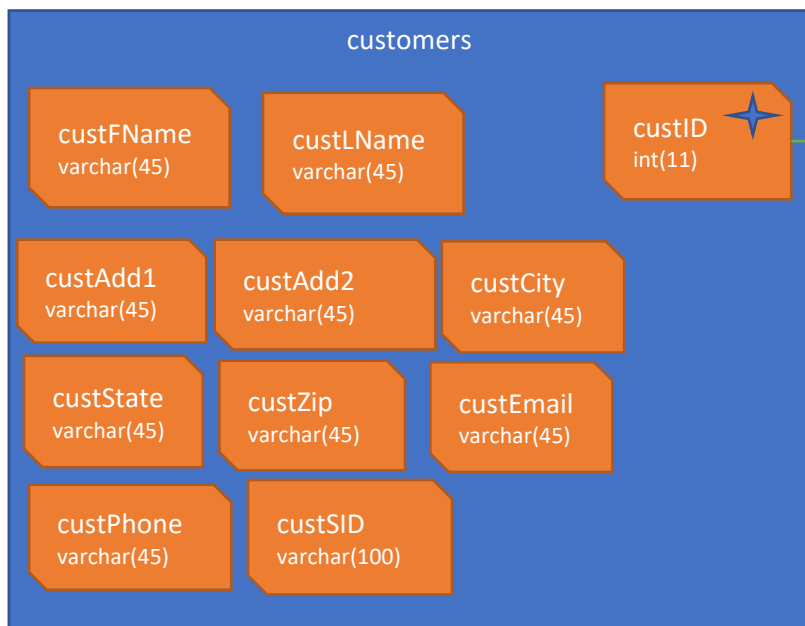 customers
custFName
varchar(45)
custLName
varchar(45)
custID
int(11)
custAdd1
varchar(45)
custAdd2
varchar(45)
custCity
varchar(45)
custState
varchar(45)
custZip
varchar(45)
custEmail
varchar(45)
custPhone
varchar(45)
custSID
varchar(100)